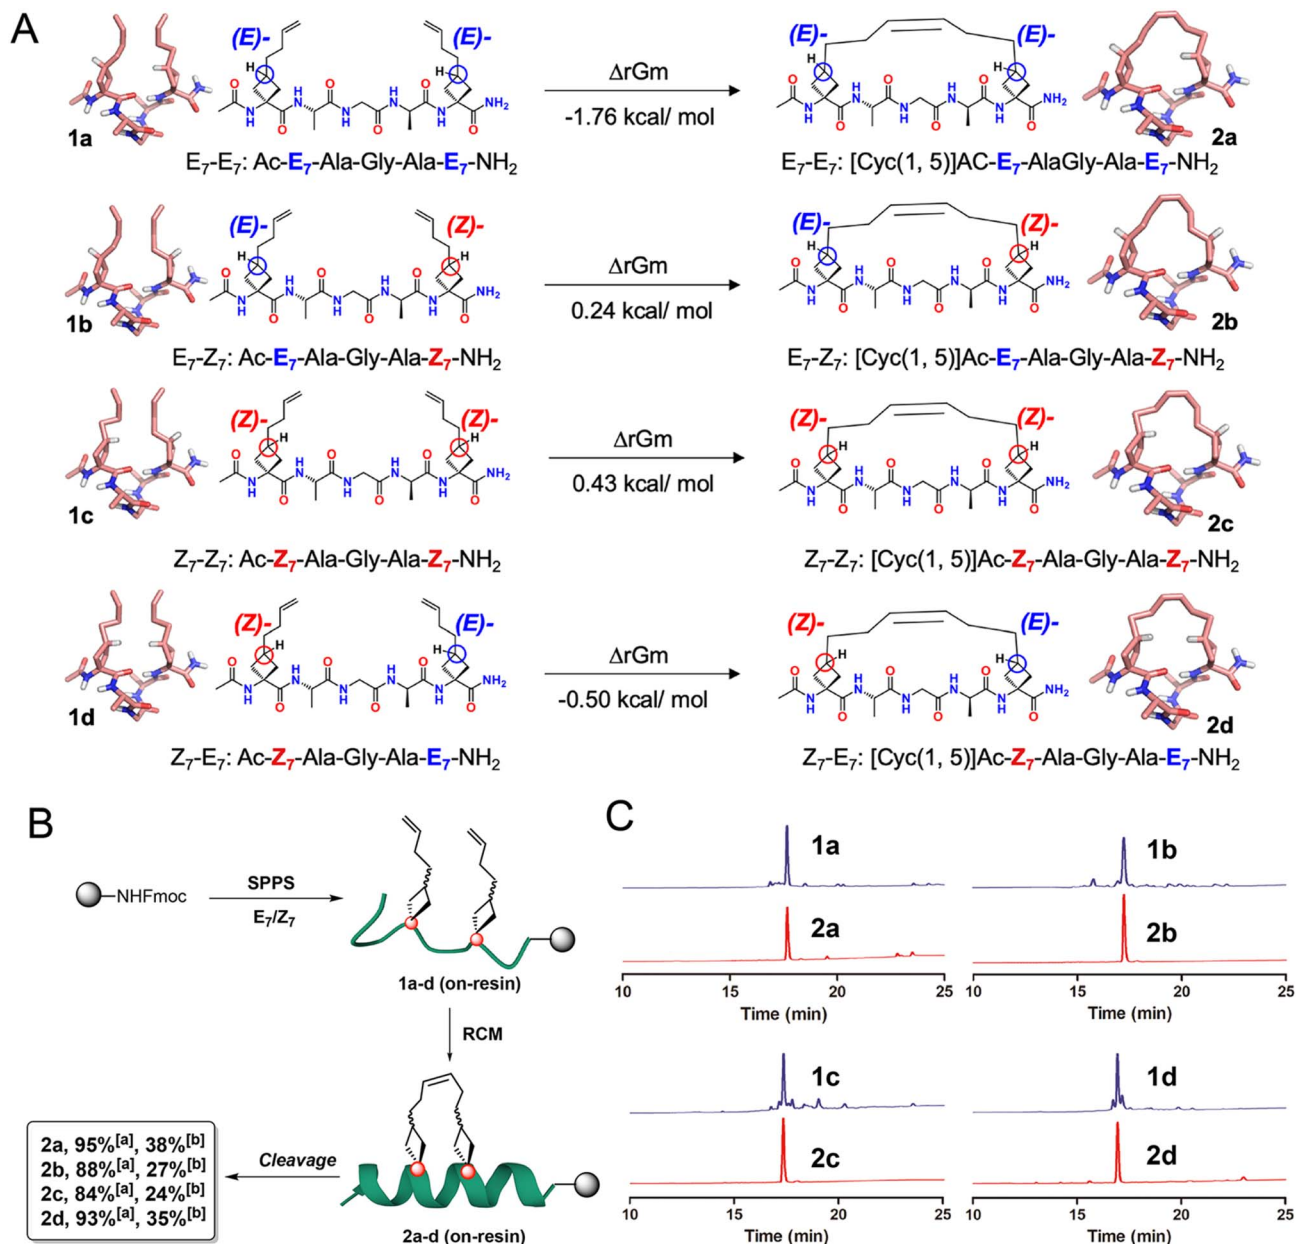 A
(E)- (E)- ΔrGm (E)- (E)-
-1.76 kcal/ mol
1a 2a
E₇-E₇: Ac-E₇-Ala-Gly-Ala-E₇-NH₂ E₇-E₇: [Cyc(1, 5)]AC-E₇-AlaGly-Ala-E₇-NH₂
(E)- (Z)- ΔrGm (E)- (Z)-
0.24 kcal/ mol
1b 2b
E₇-Z₇: Ac-E₇-Ala-Gly-Ala-Z₇-NH₂ E₇-Z₇: [Cyc(1, 5)]Ac-E₇-Ala-Gly-Ala-Z₇-NH₂
(Z)- (Z)- ΔrGm (Z)- (Z)-
0.43 kcal/ mol
1c 2c
Z₇-Z₇: Ac-Z₇-Ala-Gly-Ala-Z₇-NH₂ Z₇-Z₇: [Cyc(1, 5)]Ac-Z₇-Ala-Gly-Ala-Z₇-NH₂
(Z)- (E)- ΔrGm (Z)- (E)-
-0.50 kcal/ mol
1d 2d
Z₇-E₇: Ac-Z₇-Ala-Gly-Ala-E₇-NH₂ Z₇-E₇: [Cyc(1, 5)]Ac-Z₇-Ala-Gly-Ala-E₇-NH₂
B
NHFmoc
SPPS
E₇/Z₇
1a-d (on-resin)
RCM
Cleavage
2a, 95%[a], 38%[b]
2b, 88%[a], 27%[b]
2c, 84%[a], 24%[b]
2d, 93%[a], 35%[b]
2a-d (on-resin)
C
1a
2a
10 15 20 25
Time (min)
1b
2b
10 15 20 25
Time (min)
1c
2c
10 15 20 25
Time (min)
1d
2d
10 15 20 25
Time (min)